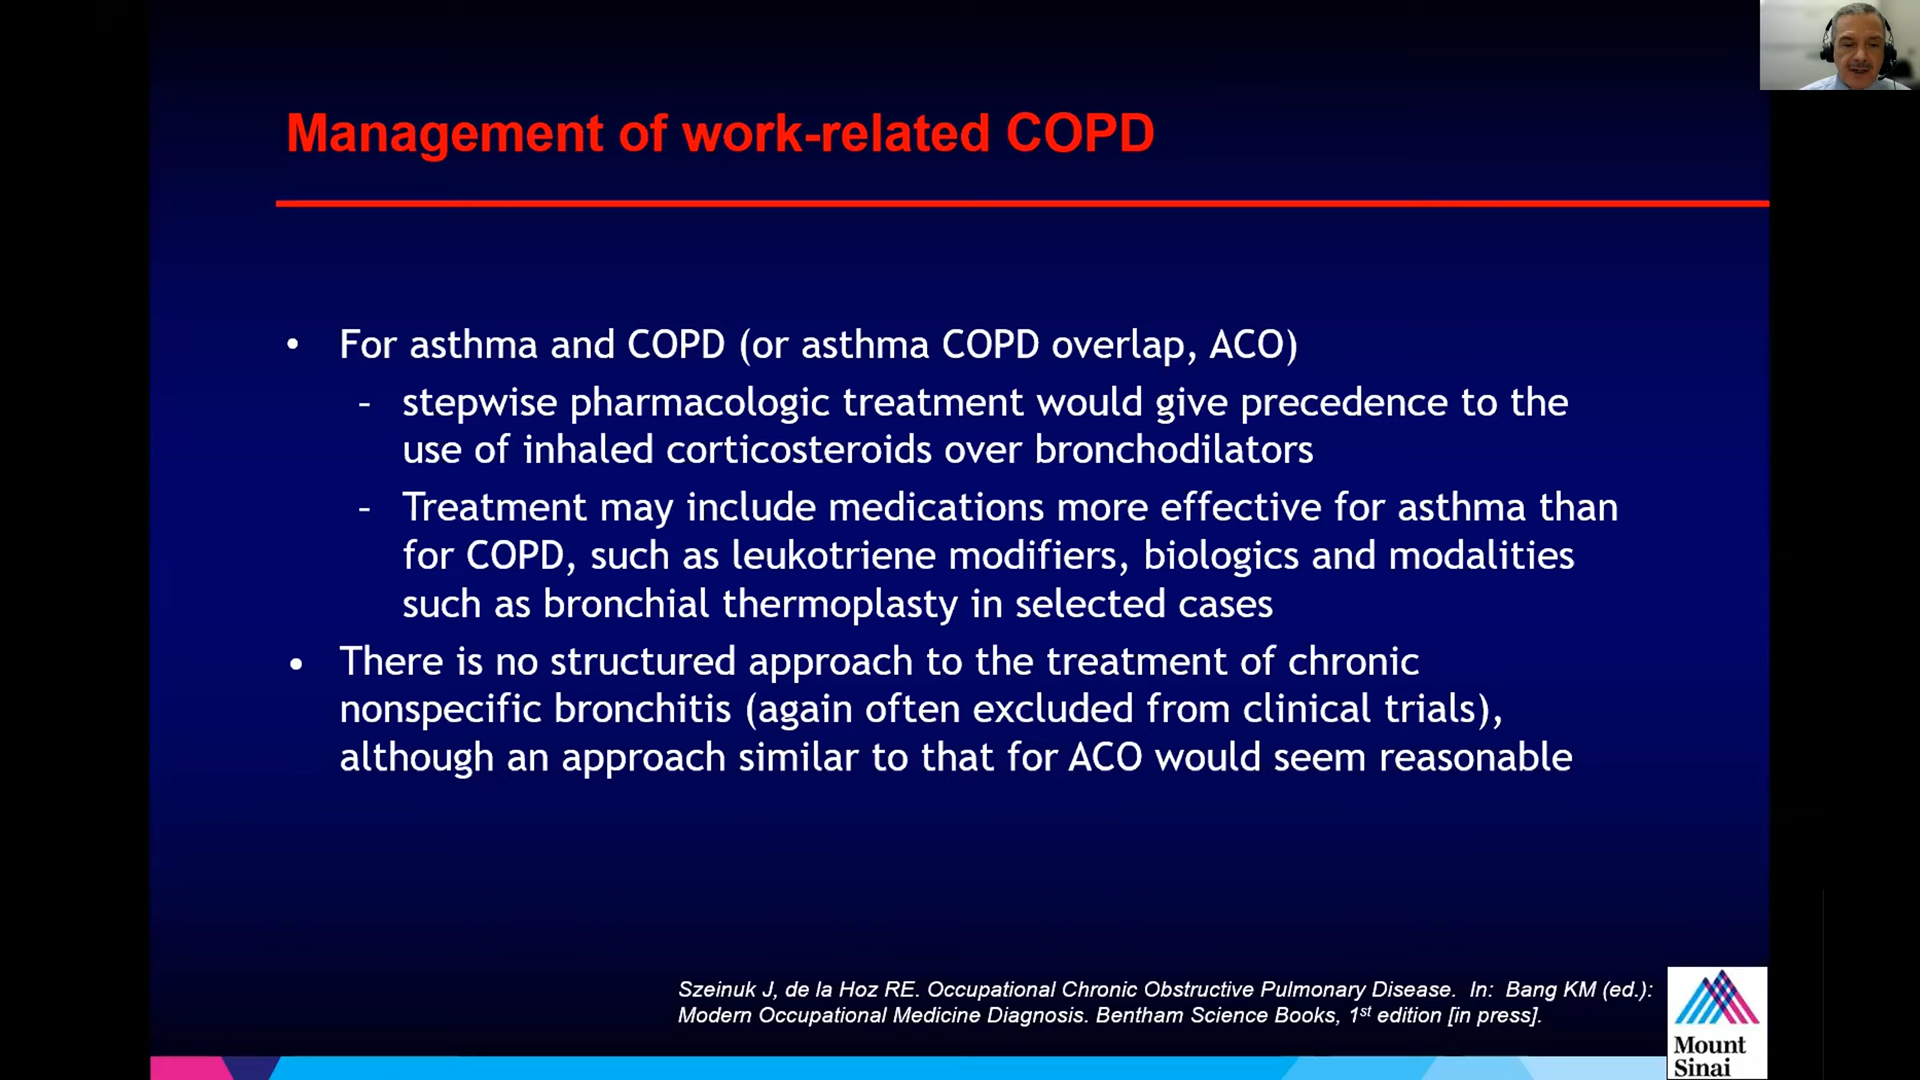 Management of work-related COPD
• For asthma and COPD (or asthma COPD overlap, ACO)
– stepwise pharmacologic treatment would give precedence to the
use of inhaled corticosteroids over bronchodilators
– Treatment may include medications more effective for asthma than
for COPD, such as leukotriene modifiers, biologics and modalities
such as bronchial thermoplasty in selected cases
• There is no structured approach to the treatment of chronic
nonspecific bronchitis (again often excluded from clinical trials),
although an approach similar to that for ACO would seem reasonable
Szeinuk J, de la Hoz RE. Occupational Chronic Obstructive Pulmonary Disease. In: Bang KM (ed.):
Modern Occupational Medicine Diagnosis. Bentham Science Books, 1st edition [in press].
Mount
Sinai